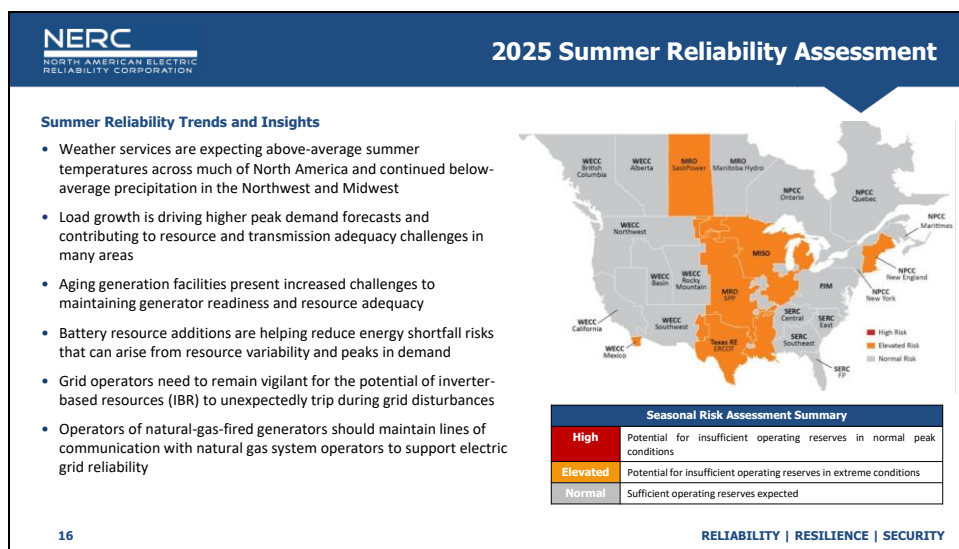 NERC
NORTH AMERICAN ELECTRIC
RELIABILITY CORPORATION
2025 Summer Reliability Assessment
Summer Reliability Trends and Insights
• Weather services are expecting above-average summer
temperatures across much of North America and continued below-
average precipitation in the Northwest and Midwest
• Load growth is driving higher peak demand forecasts and
contributing to resource and transmission adequacy challenges in
many areas
• Aging generation facilities present increased challenges to
maintaining generator readiness and resource adequacy
• Battery resource additions are helping reduce energy shortfall risks
that can arise from resource variability and peaks in demand
• Grid operators need to remain vigilant for the potential of inverter-
based resources (IBR) to unexpectedly trip during grid disturbances
• Operators of natural-gas-fired generators should maintain lines of
communication with natural gas system operators to support electric
grid reliability
WECC
British
Columbia
WECC
Alberta
MRO
SaskPower
MRO
Manitoba Hydro
NPCC
Ontario
NPCC
Quebec
NPCC
Maritimes
NPCC
New England
NPCC
New York
WECC
Northwest
WECC
Basin
WECC
Rocky
Mountain
MISO
MRO
SPP
PJM
WECC
California
WECC
Southwest
WECC
Mexico
Texas RE
ERCOT
SERC
Central
SERC
East
SERC
Southeast
SERC
FP
High Risk
Elevated Risk
Normal Risk
Seasonal Risk Assessment Summary
High
Potential for insufficient operating reserves in normal peak
conditions
Elevated
Potential for insufficient operating reserves in extreme conditions
Normal
Sufficient operating reserves expected
16
RELIABILITY | RESILIENCE | SECURITY